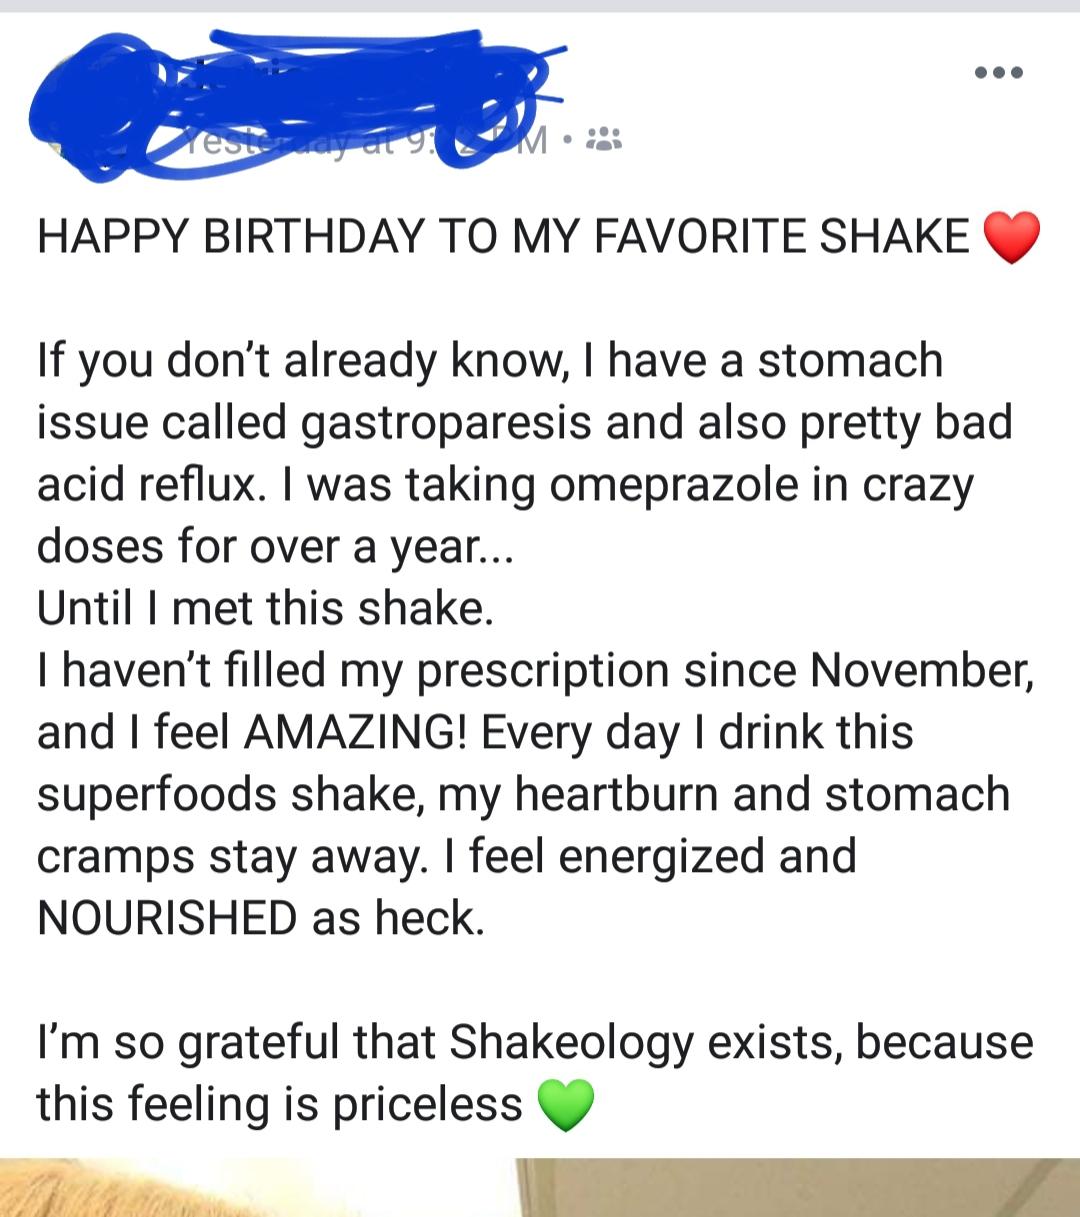 Yesterday at 9: 2 PM
HAPPY BIRTHDAY TO MY FAVORITE SHAKE ❤️
If you don't already know, I have a stomach
issue called gastroparesis and also pretty bad
acid reflux. I was taking omeprazole in crazy
doses for over a year...
Until I met this shake.
I haven't filled my prescription since November,
and I feel AMAZING! Every day I drink this
superfoods shake, my heartburn and stomach
cramps stay away. I feel energized and
NOURISHED as heck.
I'm so grateful that Shakeology exists, because
this feeling is priceless 💚